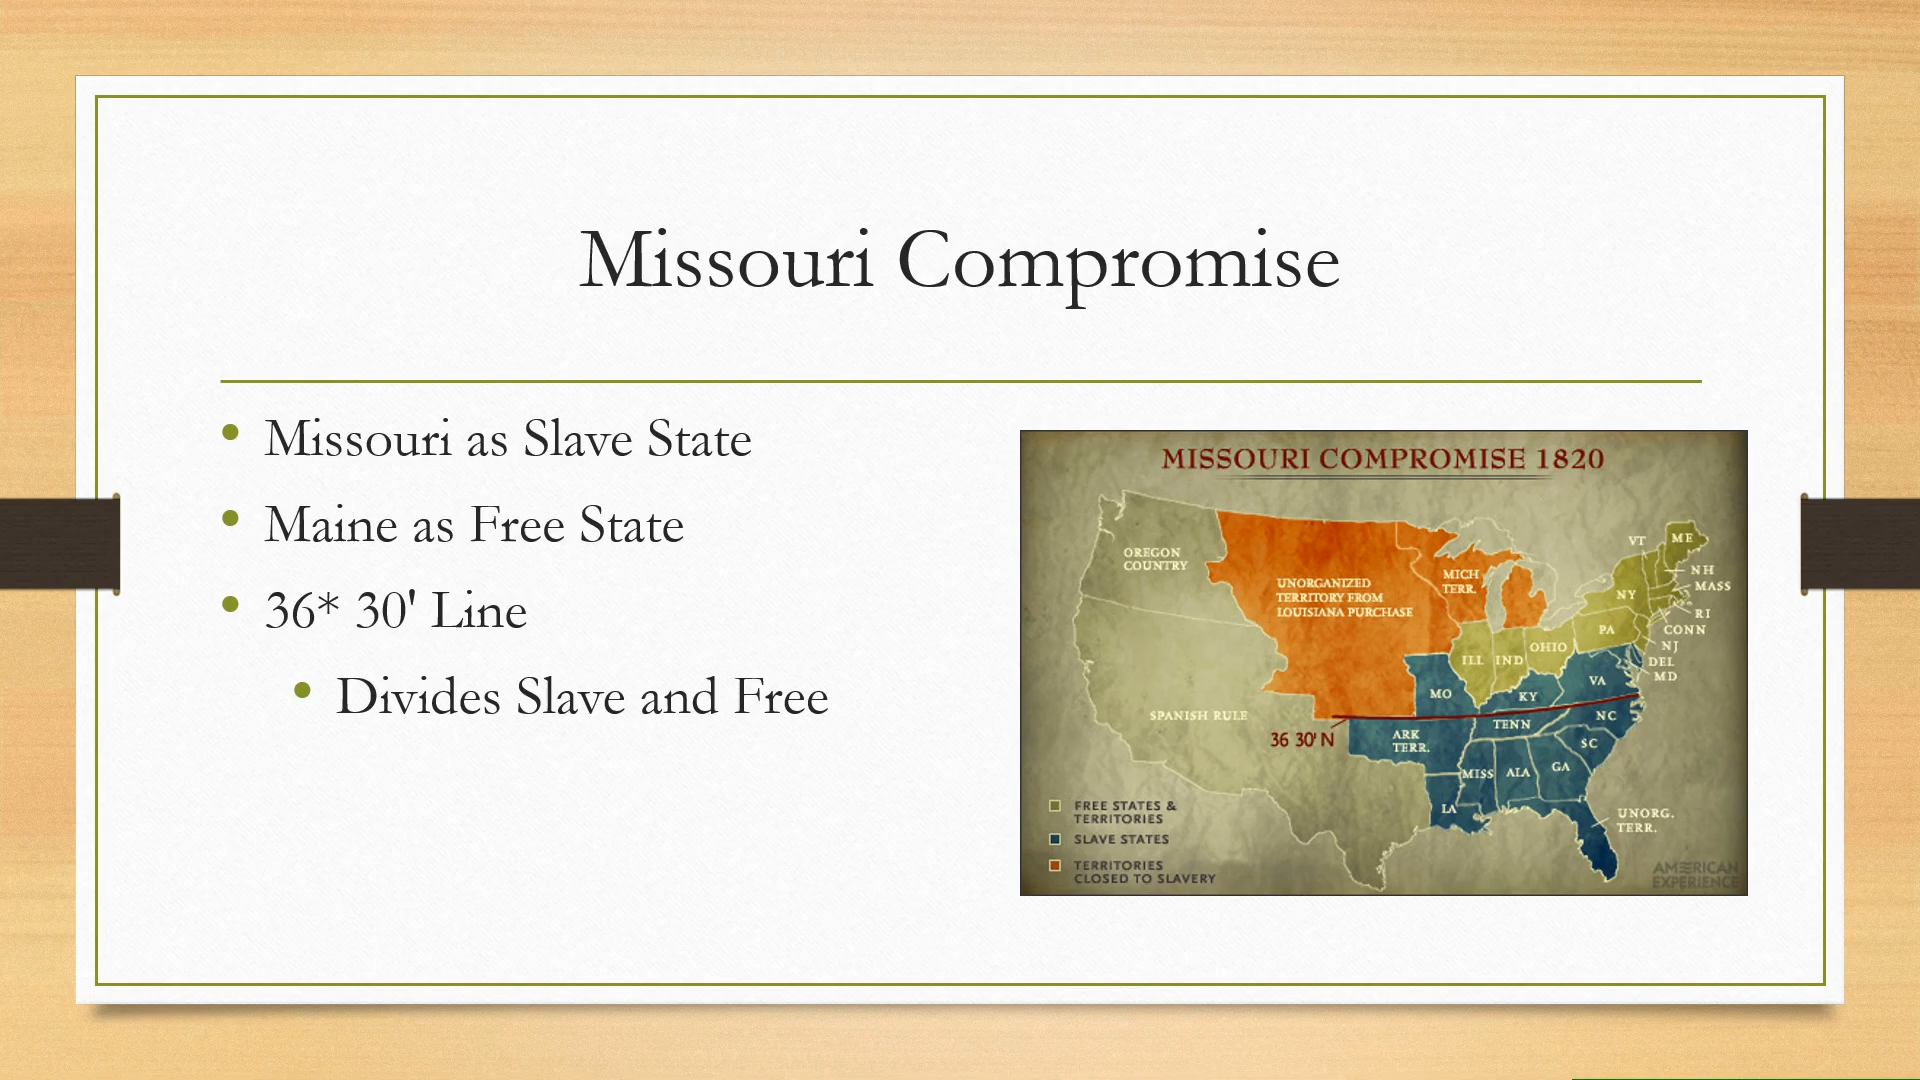 Missouri Compromise
Missouri as Slave State
Maine as Free State
36* 30' Line
Divides Slave and Free
MISSOURI COMPROMISE 1820
OREGON
COUNTRY
UNORGANIZED
TERRITORY FROM
LOUISIANA PURCHASE
MICH
TERR.
VT
ME
NH
MASS
NY
RI
CONN
PA
NJ
OHIO
ILL
IND
DEL
MD
MO
KY
VA
SPANISH RULE
TENN
NC
36 30' N
ARK
TERR.
SC
MISS
ALA
GA
LA
UNORG.
TERR.
FREE STATES &
TERRITORIES
SLAVE STATES
TERRITORIES
CLOSED TO SLAVERY
AMERICAN
EXPERIENCE